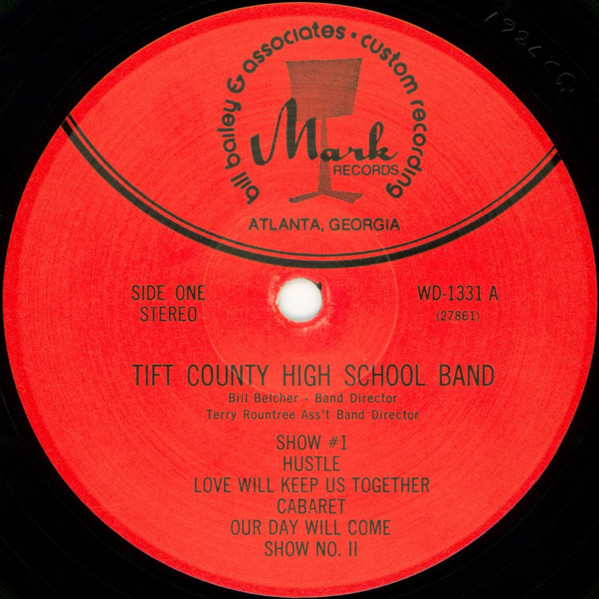 bill bailey & associates · custom recording
Mark
RECORDS
ATLANTA, GEORGIA
SIDE ONE
STEREO
WD-1331 A
(27861)
TIFT COUNTY HIGH SCHOOL BAND
Bill Belcher - Band Director
Terry Rountree Ass't Band Director
SHOW #1
HUSTLE
LOVE WILL KEEP US TOGETHER
CABARET
OUR DAY WILL COME
SHOW NO. II